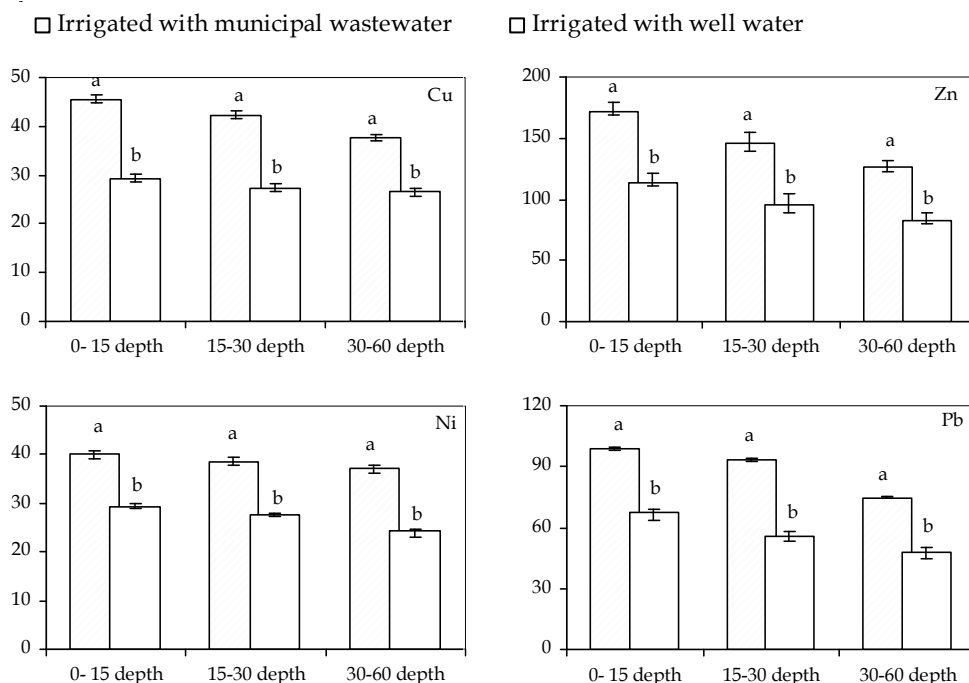 Irrigated with municipal wastewater Irrigated with well water
50 Cu
40
30
20
10
0
a b a b a b
0- 15 depth 15-30 depth 30-60 depth
200 Zn
150
100
50
0
a b a b a b
0- 15 depth 15-30 depth 30-60 depth
50 Ni
40
30
20
10
0
a b a b a b
0- 15 depth 15-30 depth 30-60 depth
120 Pb
90
60
30
0
a b a b a b
0- 15 depth 15-30 depth 30-60 depth